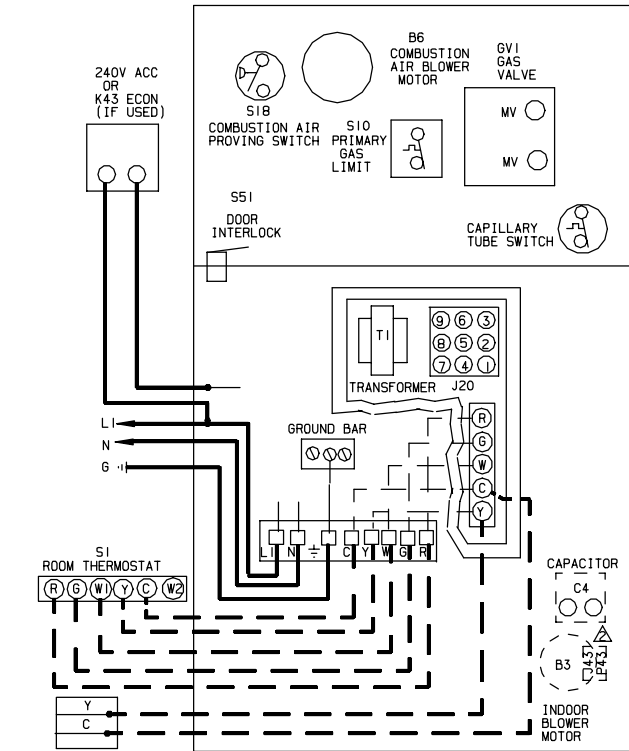 B6
COMBUSTION
AIR BLOWER
MOTOR
GV1
GAS
VALVE
240V ACC
OR
K43 ECON
(IF USED)
MV
MV
S18
COMBUSTION AIR
PROVING SWITCH
S10
PRIMARY
GAS
LIMIT
S51
DOOR
INTERLOCK
CAPILLARY
TUBE SWITCH
T1
TRANSFORMER
9 6 3
8 5 2
7 4 1
J20
R
G
W
C
Y
L1
N
G
GROUND BAR
L1 N C Y W G R
S1
ROOM THERMOSTAT
R G W1 Y C W2
CAPACITOR
C4
2
B3
J43
P43
INDOOR
BLOWER
MOTOR
Y
C